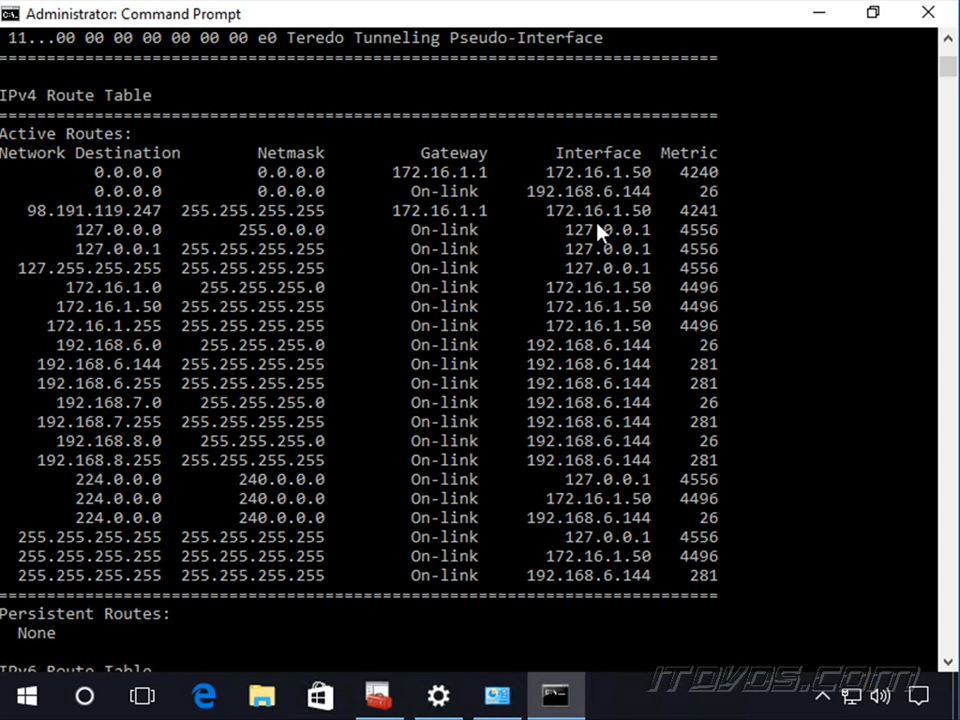 Administrator: Command Prompt
11...00 00 00 00 00 00 00 e0 Teredo Tunneling Pseudo-Interface
===========================================================================
IPv4 Route Table
===========================================================================
Active Routes:
Network Destination        Netmask          Gateway       Interface  Metric
0.0.0.0          0.0.0.0       172.16.1.1      172.16.1.50   4240
0.0.0.0          0.0.0.0         On-link     192.168.6.144     26
98.191.119.247  255.255.255.255       172.16.1.1      172.16.1.50   4241
127.0.0.0        255.0.0.0         On-link         127.0.0.1   4556
127.0.0.1  255.255.255.255         On-link         127.0.0.1   4556
127.255.255.255  255.255.255.255         On-link         127.0.0.1   4556
172.16.1.0    255.255.255.0         On-link       172.16.1.50   4496
172.16.1.50  255.255.255.255         On-link       172.16.1.50   4496
172.16.1.255  255.255.255.255         On-link       172.16.1.50   4496
192.168.6.0    255.255.255.0         On-link     192.168.6.144     26
192.168.6.144  255.255.255.255         On-link     192.168.6.144    281
192.168.6.255  255.255.255.255         On-link     192.168.6.144    281
192.168.7.0    255.255.255.0         On-link     192.168.6.144     26
192.168.7.255  255.255.255.255         On-link     192.168.6.144    281
192.168.8.0    255.255.255.0         On-link     192.168.6.144     26
192.168.8.255  255.255.255.255         On-link     192.168.6.144    281
224.0.0.0        240.0.0.0         On-link         127.0.0.1   4556
224.0.0.0        240.0.0.0         On-link       172.16.1.50   4496
224.0.0.0        240.0.0.0         On-link     192.168.6.144     26
255.255.255.255  255.255.255.255         On-link         127.0.0.1   4556
255.255.255.255  255.255.255.255         On-link       172.16.1.50   4496
255.255.255.255  255.255.255.255         On-link     192.168.6.144    281
===========================================================================
Persistent Routes:
None
IPv6 Route Table
ITDVDS.com